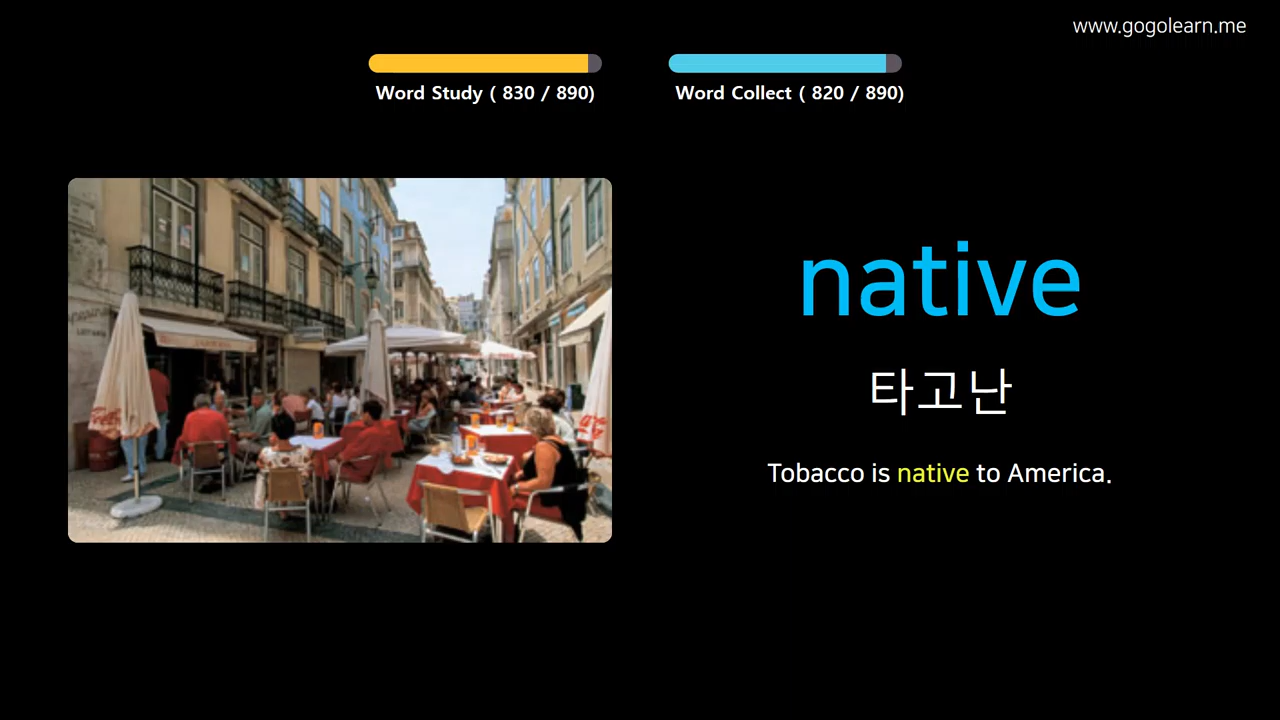 www.gogolearn.me
Word Study ( 830 / 890)
Word Collect ( 820 / 890)
native
타고난
Tobacco is native to America.